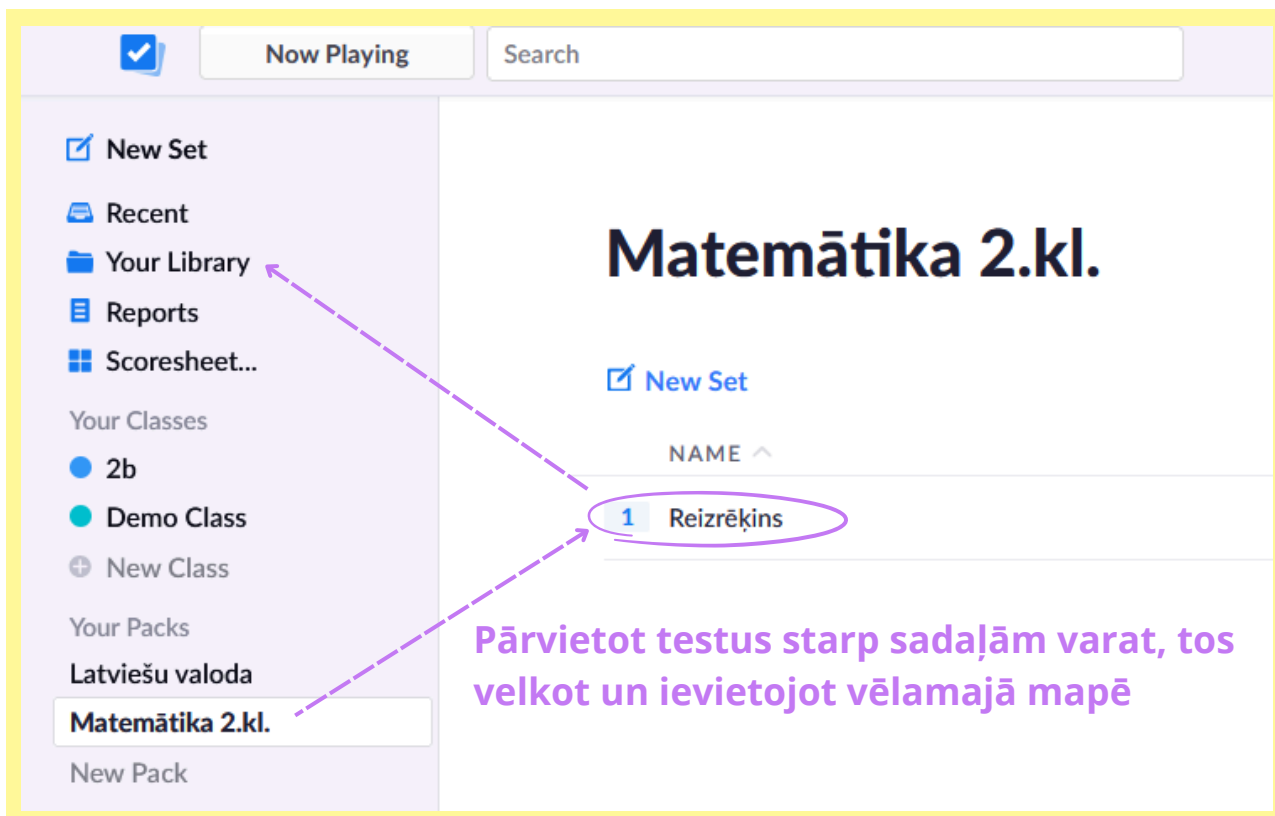 Now Playing
Search
New Set
Recent
Your Library
Reports
Scoresheet...
Your Classes
2b
Demo Class
New Class
Your Packs
Latviešu valoda
Matemātika 2.kl.
New Pack
Matemātika 2.kl.
New Set
NAME
1 Reizrēķins
Pārvietot testus starp sadaļām varat, tos
velkot un ievietojot vēlamajā mapē